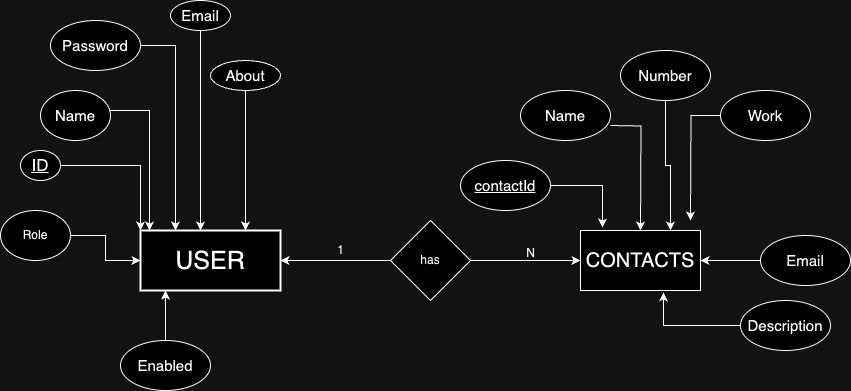 Email
Password
About
Number
Name
Name
Work
ID
contactId
Role
USER
1
has
N
CONTACTS
Email
Description
Enabled